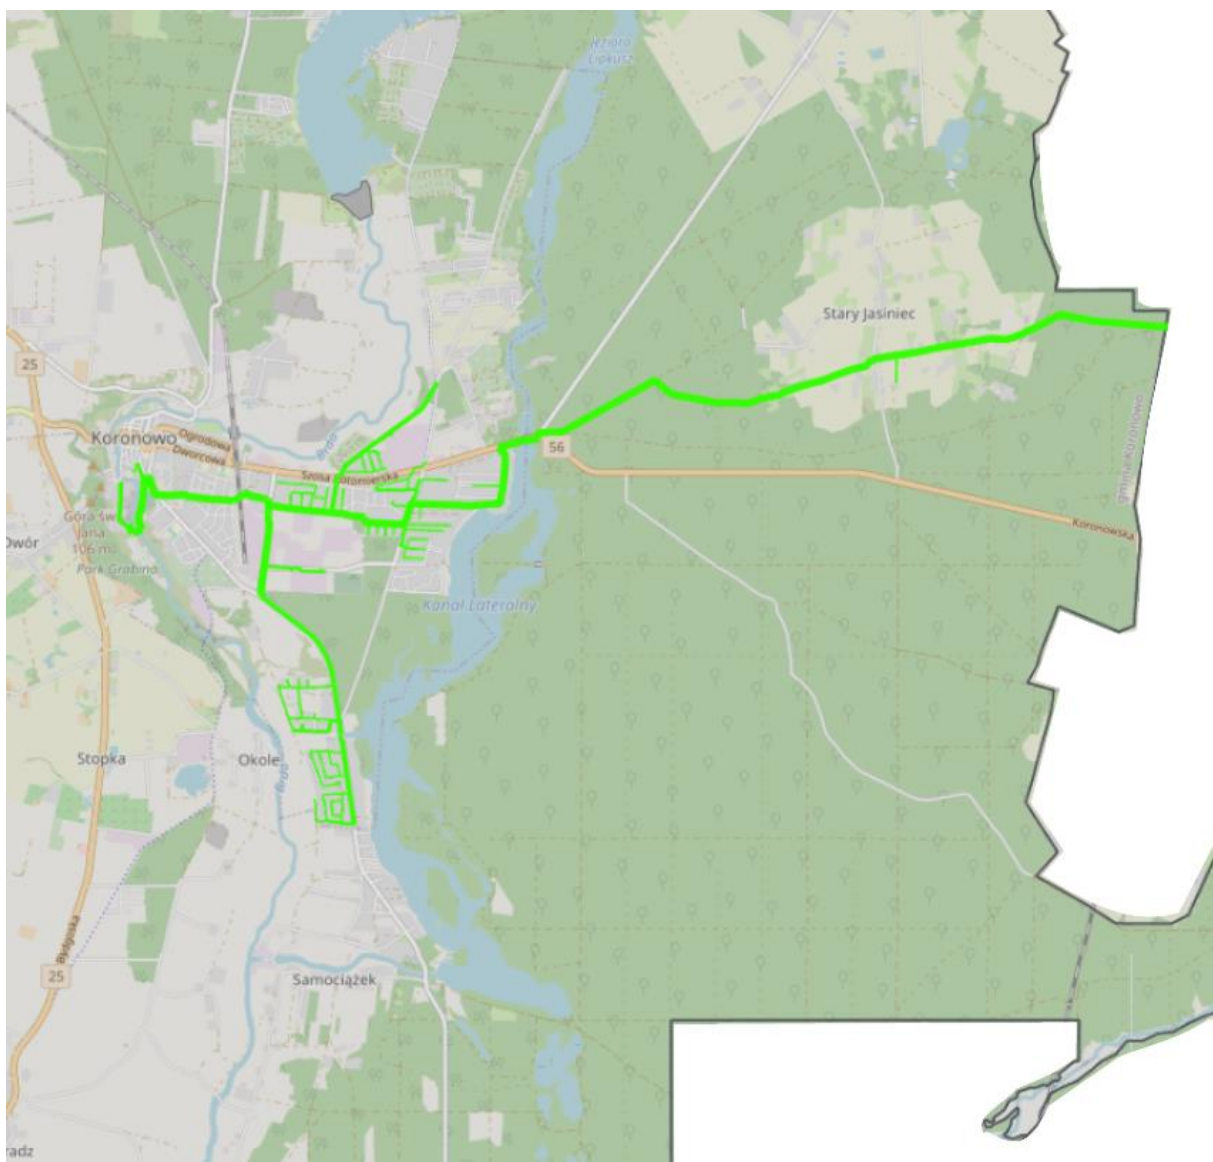 Jezioro
Lipkusz
Stary Jasiniec
25
Koronowo
Ogrodowa
Dworcowa
Brda
56
Szosa Kotomierska
gmina Koronowo
Koronowska
Góra św.
Jana
106 m
Dwór
Park Grabina
Kanał Lateralny
Stopka
Okole
Brda
Bydgoska
25
Samociążek
radz